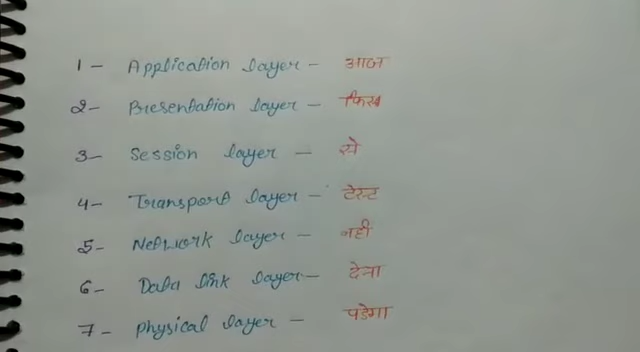 1- Application layer - आज
2- Presentation layer - फिर
3- Session layer - से
4- Transport layer - टेस्ट
5- Network layer - नही
6- Data link layer - देना
7- Physical layer - पडेगा